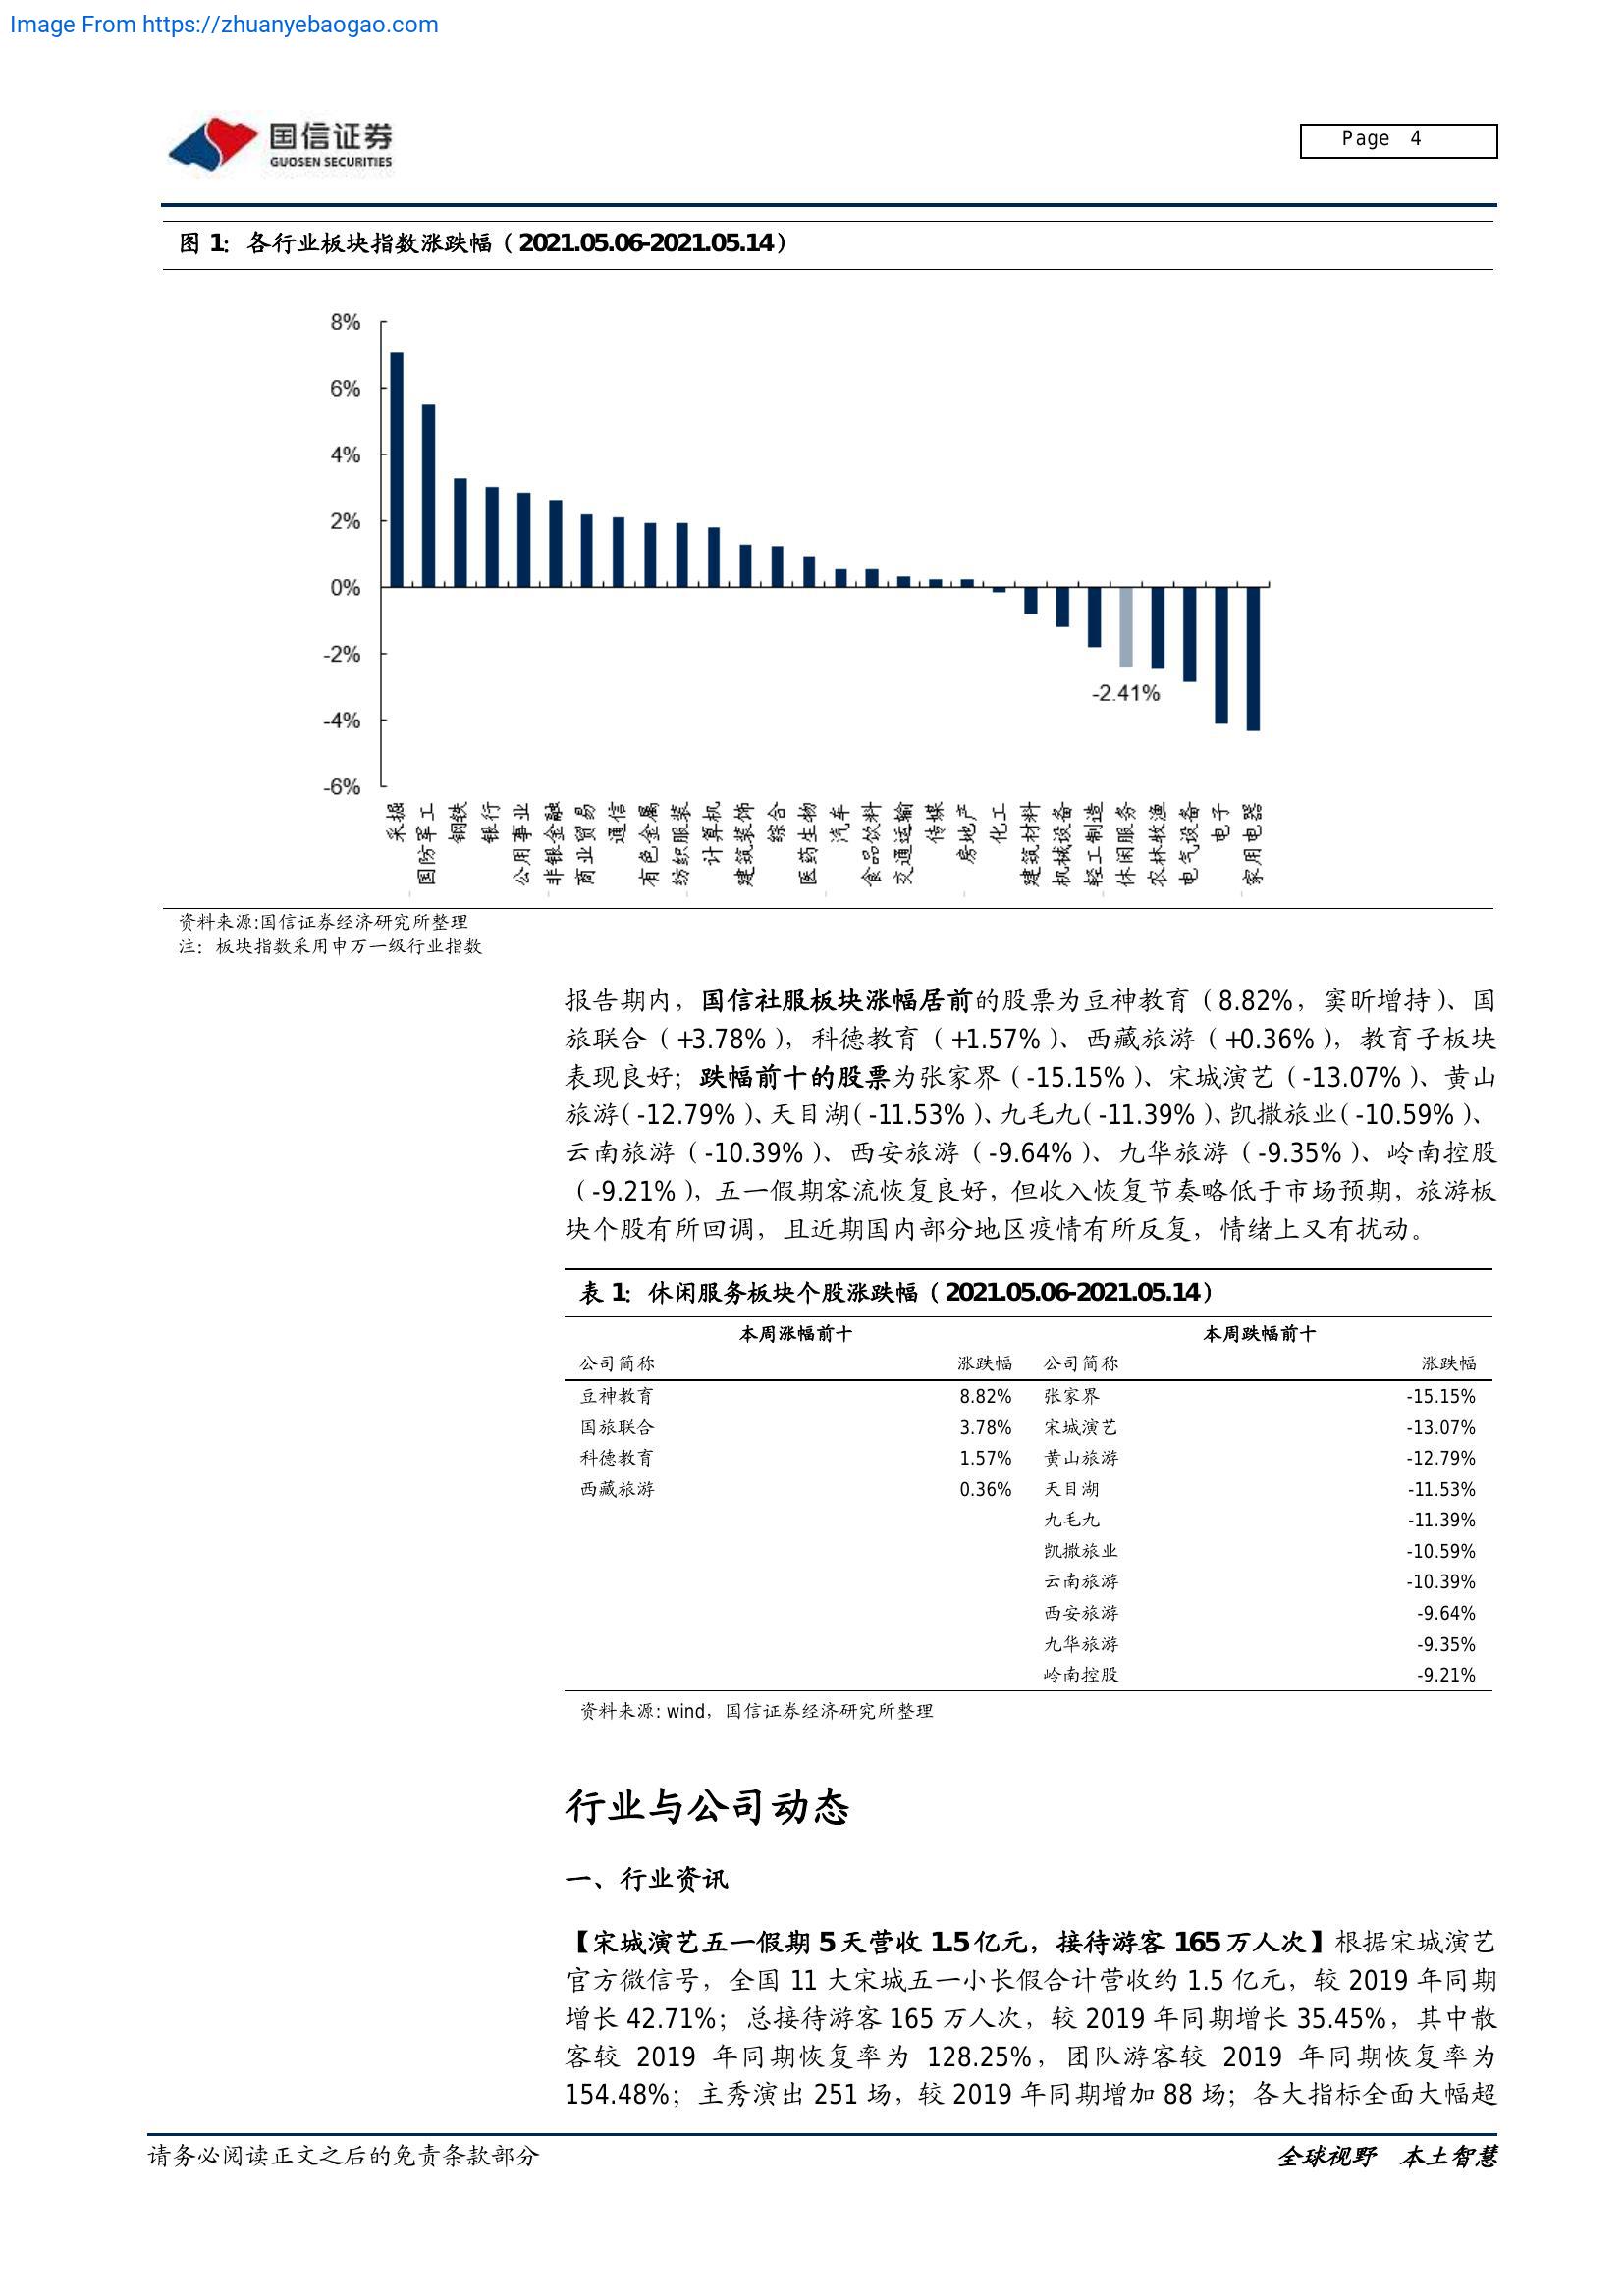 Image From https://zhuanyebaogao.com
国信证券
GUOSEN SECURITIES
Page 4
图 1：各行业板块指数涨跌幅（2021.05.06-2021.05.14）
8%
6%
4%
2%
0%
-2%
-4%
-6%
-2.41%
采掘
国防军工
钢铁
银行
公用事业
非银金融
商业贸易
通信
有色金属
纺织服装
计算机
建筑装饰
综合
医药生物
汽车
食品饮料
交通运输
传媒
房地产
化工
建筑材料
机械设备
轻工制造
休闲服务
农林牧渔
电气设备
电子
家用电器
资料来源:国信证券经济研究所整理
注：板块指数采用申万一级行业指数
报告期内，国信社服板块涨幅居前的股票为豆神教育（8.82%，窦昕增持）、国
旅联合（+3.78%），科德教育（+1.57%）、西藏旅游（+0.36%），教育子板块
表现良好；跌幅前十的股票为张家界（-15.15%）、宋城演艺（-13.07%）、黄山
旅游（-12.79%）、天目湖（-11.53%）、九毛九（-11.39%）、凯撒旅业（-10.59%）、
云南旅游（-10.39%）、西安旅游（-9.64%）、九华旅游（-9.35%）、岭南控股
（-9.21%），五一假期客流恢复良好，但收入恢复节奏略低于市场预期，旅游板
块个股有所回调，且近期国内部分地区疫情有所反复，情绪上又有扰动。
表 1：休闲服务板块个股涨跌幅（2021.05.06-2021.05.14）
本周涨幅前十 本周跌幅前十
公司简称 涨跌幅 公司简称 涨跌幅
豆神教育 8.82% 张家界 -15.15%
国旅联合 3.78% 宋城演艺 -13.07%
科德教育 1.57% 黄山旅游 -12.79%
西藏旅游 0.36% 天目湖 -11.53%
九毛九 -11.39%
凯撒旅业 -10.59%
云南旅游 -10.39%
西安旅游 -9.64%
九华旅游 -9.35%
岭南控股 -9.21%
资料来源: wind，国信证券经济研究所整理
行业与公司动态
一、行业资讯
【宋城演艺五一假期 5 天营收 1.5 亿元，接待游客 165 万人次】根据宋城演艺
官方微信号，全国 11 大宋城五一小长假合计营收约 1.5 亿元，较 2019 年同期
增长 42.71%；总接待游客 165 万人次，较 2019 年同期增长 35.45%，其中散
客较 2019 年同期恢复率为 128.25%，团队游客较 2019 年同期恢复率为
154.48%；主秀演出 251 场，较 2019 年同期增加 88 场；各大指标全面大幅超
请务必阅读正文之后的免责条款部分
全球视野 本土智慧